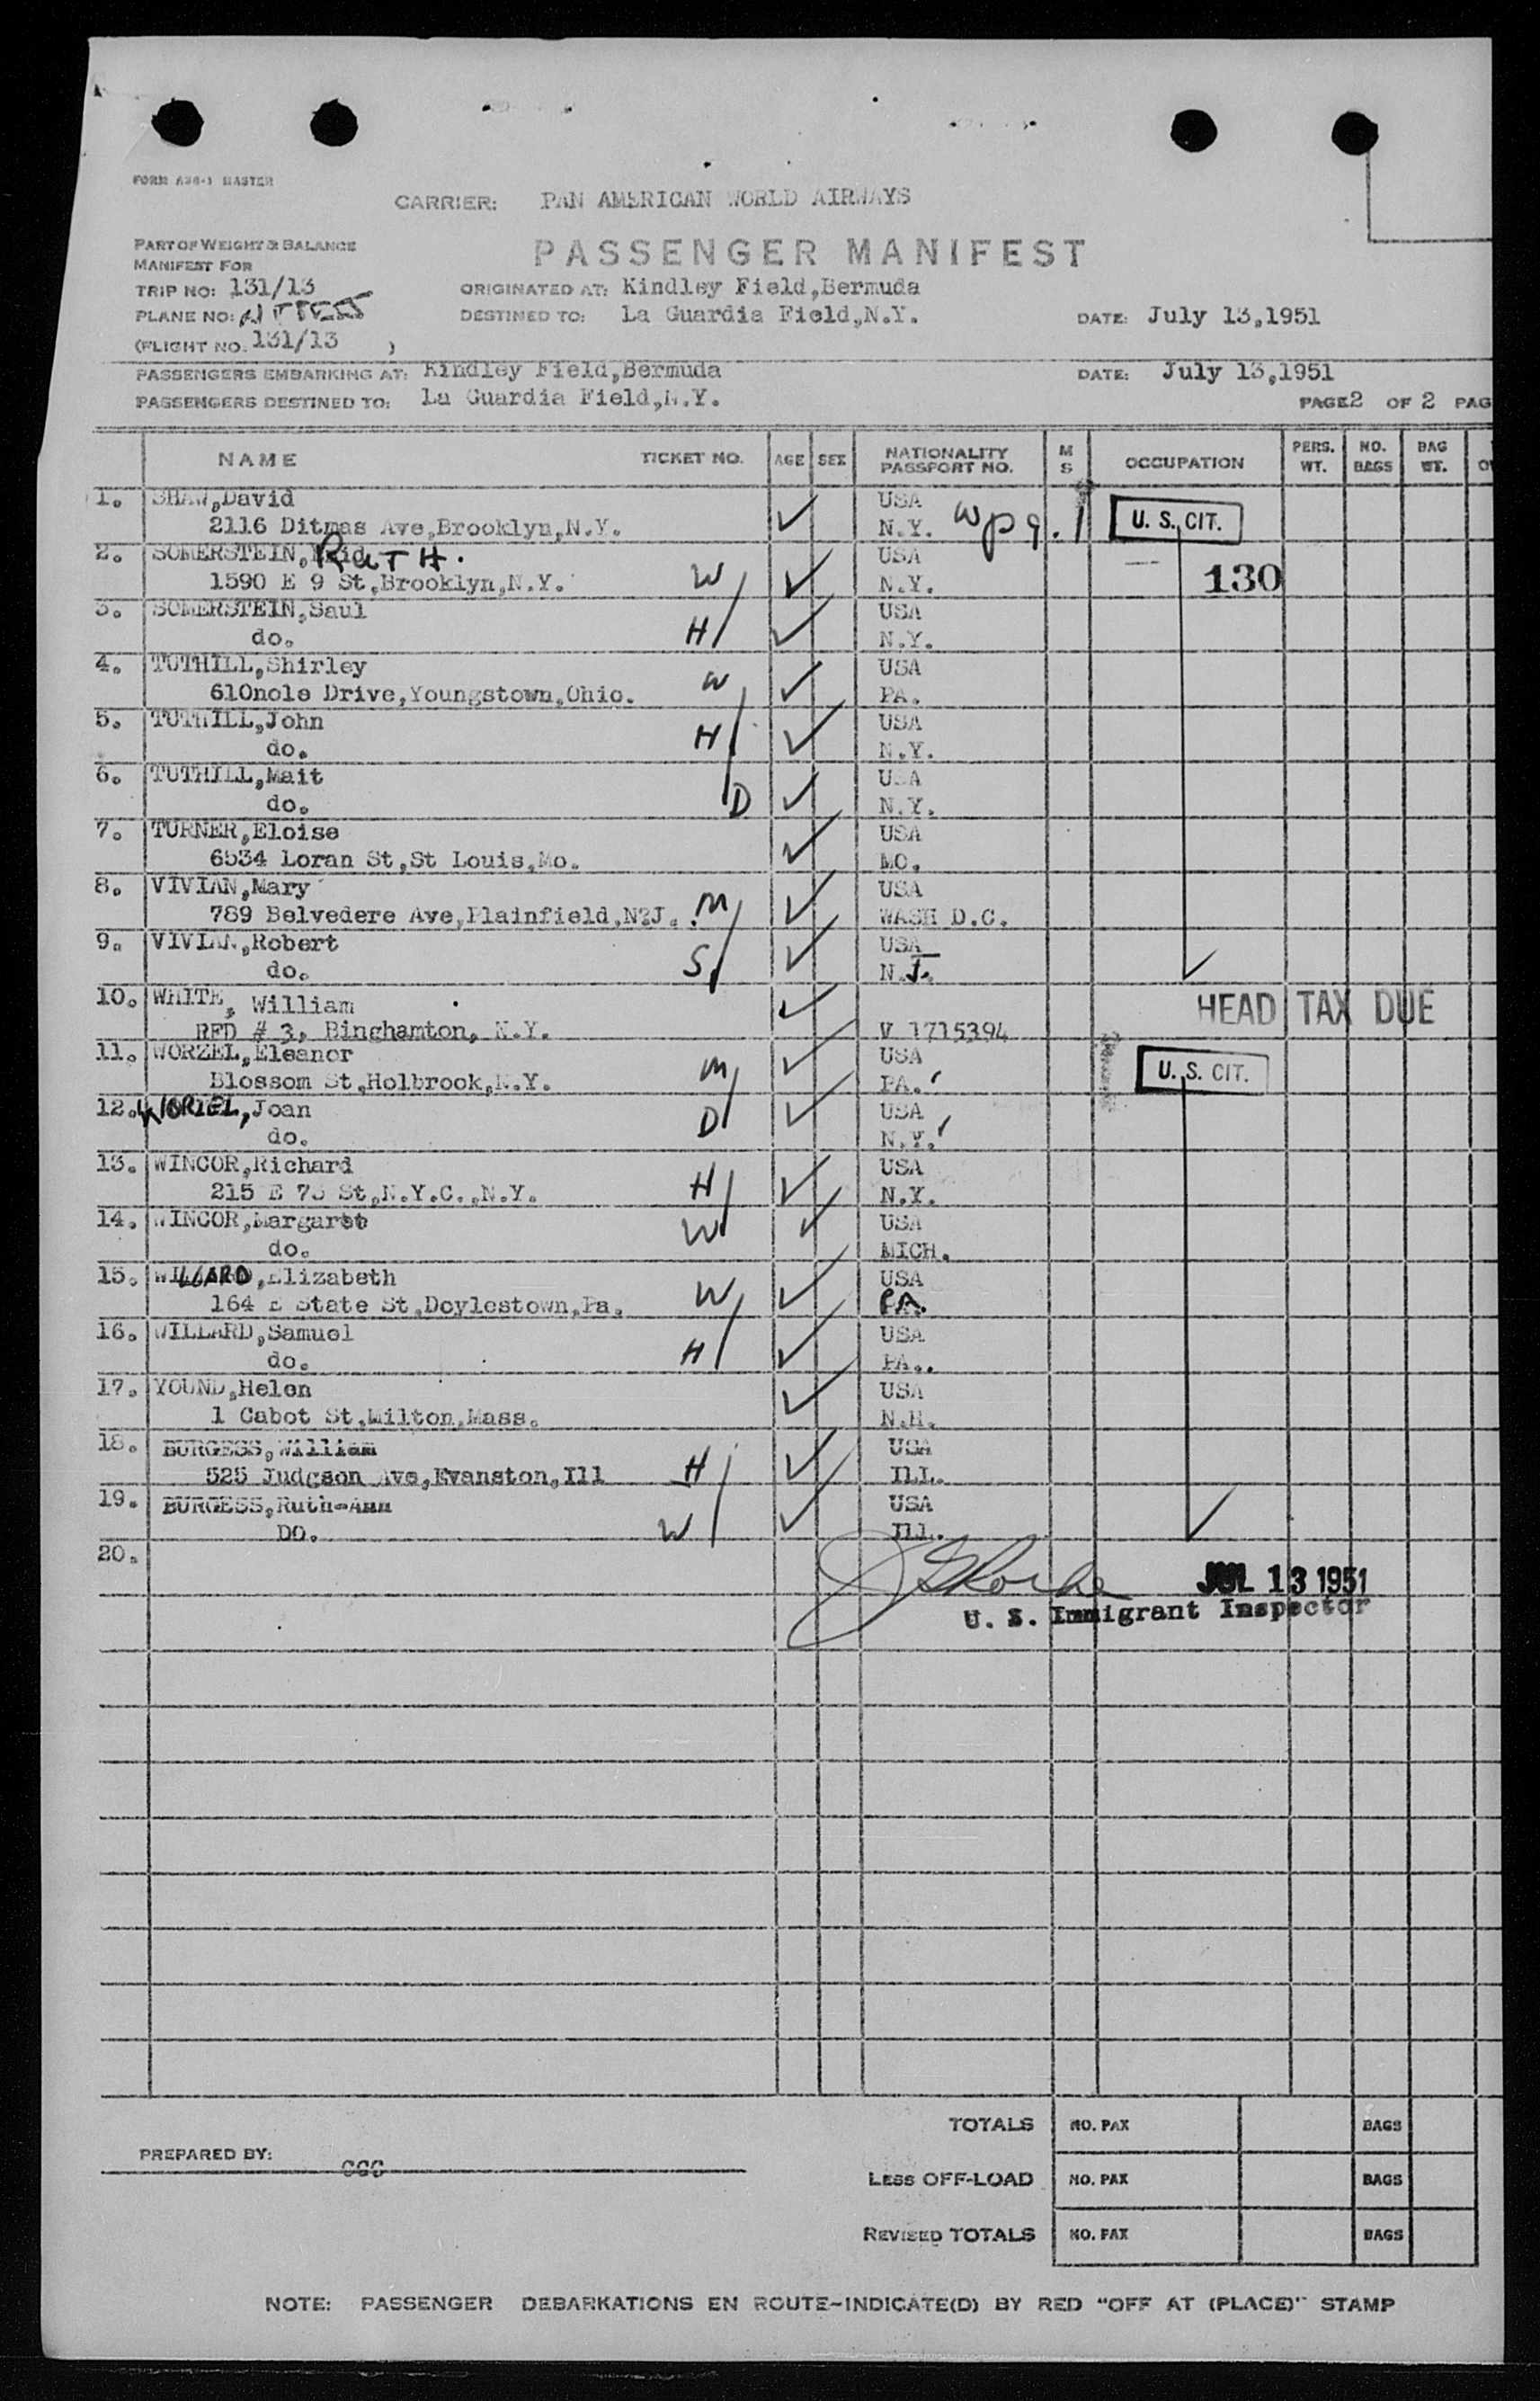 FORM A36-1 MASTER
CARRIER: PAN AMERICAN WORLD AIRWAYS
PART OF WEIGHT & BALANCE
MANIFEST FOR
PASSENGER MANIFEST
TRIP NO: 131/13
ORIGINATED AT: Kindley Field,Bermuda
PLANE NO:
DESTINED TO: La Guardia Field,N.Y.
DATE: July 13,1951
(FLIGHT NO. 131/13 )
PASSENGERS EMBARKING AT: Kindley Field,Bermuda
DATE: July 13,1951
PASSENGERS DESTINED TO: La Guardia Field,N.Y.
PAGE 2 OF 2 PAG
NAME TICKET NO. AGE SEX NATIONALITY PASSPORT NO. M S OCCUPATION PERS. WT. NO. BAGS BAG WT.
1. SHAW,David USA
2116 Ditmas Ave,Brooklyn,N.Y. N.Y. W pg. 1 U. S. CIT.
2. SOMERSTEIN, RUTH. USA
1590 E 9 St,Brooklyn,N.Y. W N.Y. 130
3. SOMERSTEIN,Saul USA
do. H N.Y.
4. TUTHILL,Shirley USA
610nole Drive,Youngstown,Ohio. W PA.
5. TUTHILL,John USA
do. H N.Y.
6. TUTHILL,Mait USA
do. D N.Y.
7. TURNER,Eloise USA
6534 Loran St,St Louis,Mo. MO.
8. VIVIAN,Mary USA
789 Belvedere Ave,Plainfield,N?J. M WASH D.C.
9. VIVIAN,Robert USA
do. S N.J.
10. WHITE, William HEAD TAX DUE
RFD # 3, Binghamton, N.Y. V 1715394
11. WORZEL,Eleanor USA
Blossom St,Holbrook,N.Y. M PA. U. S. CIT.
12. Joan USA
do. D N.Y.
13. WINCOR,Richard USA
215 E 73 St,N.Y.C.,N.Y. H N.Y.
14. WINCOR,Margaret USA
do. W MICH.
15. WILLARD,Elizabeth USA
164 E State St,Doylestown,Pa. W PA.
16. WILLARD,Samuel USA
do. H PA..
17. YOUND,Helen USA
1 Cabot St,Milton,Mass. N.H.
18. BURGESS,William USA
525 Judgson Ave,Evanston,Ill H ILL.
19. BURGESS,Ruth-Ann USA
DO. W Ill.
20.
JUL 13 1951
U. S. Immigrant Inspector
TOTALS NO. PAX BAGS
PREPARED BY: CGG
LESS OFF-LOAD NO. PAX BAGS
REVISED TOTALS NO. PAX BAGS
NOTE: PASSENGER DEBARKATIONS EN ROUTE-INDICATE(D) BY RED "OFF AT (PLACE)" STAMP